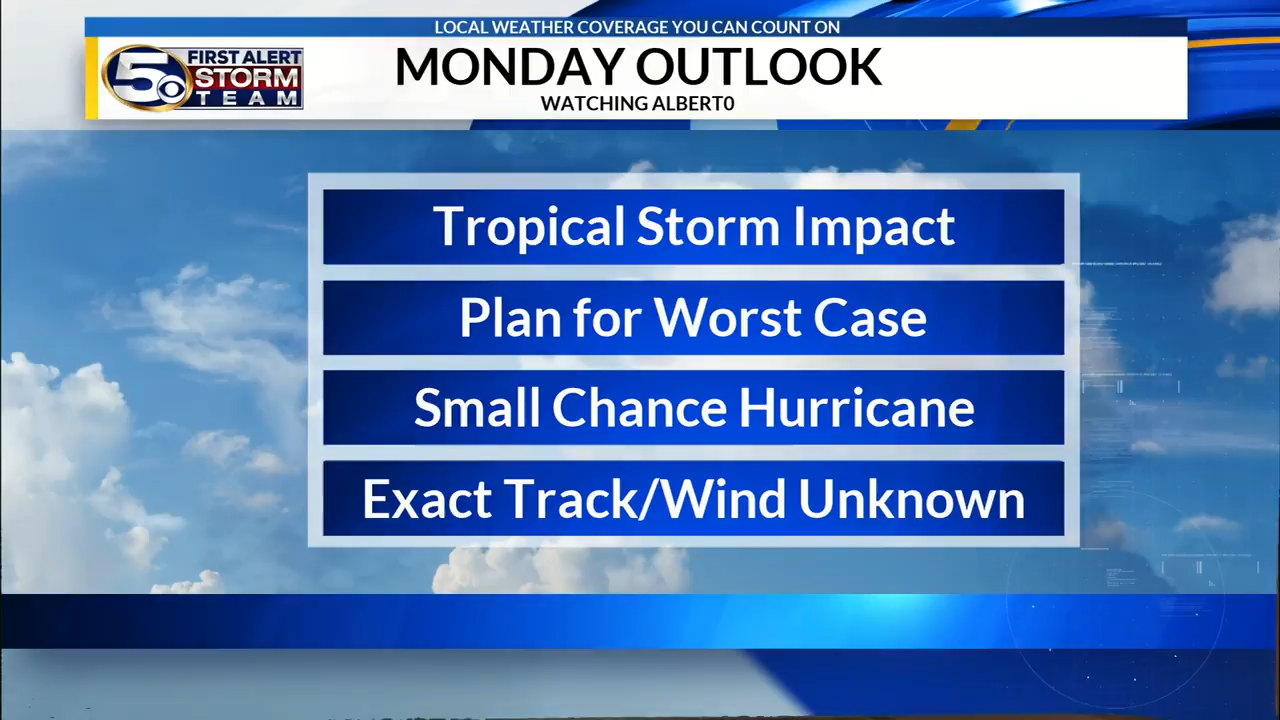 LOCAL WEATHER COVERAGE YOU CAN COUNT ON
5 FIRST ALERT
STORM
TEAM
MONDAY OUTLOOK
WATCHING ALBERT0
Tropical Storm Impact
Plan for Worst Case
Small Chance Hurricane
Exact Track/Wind Unknown